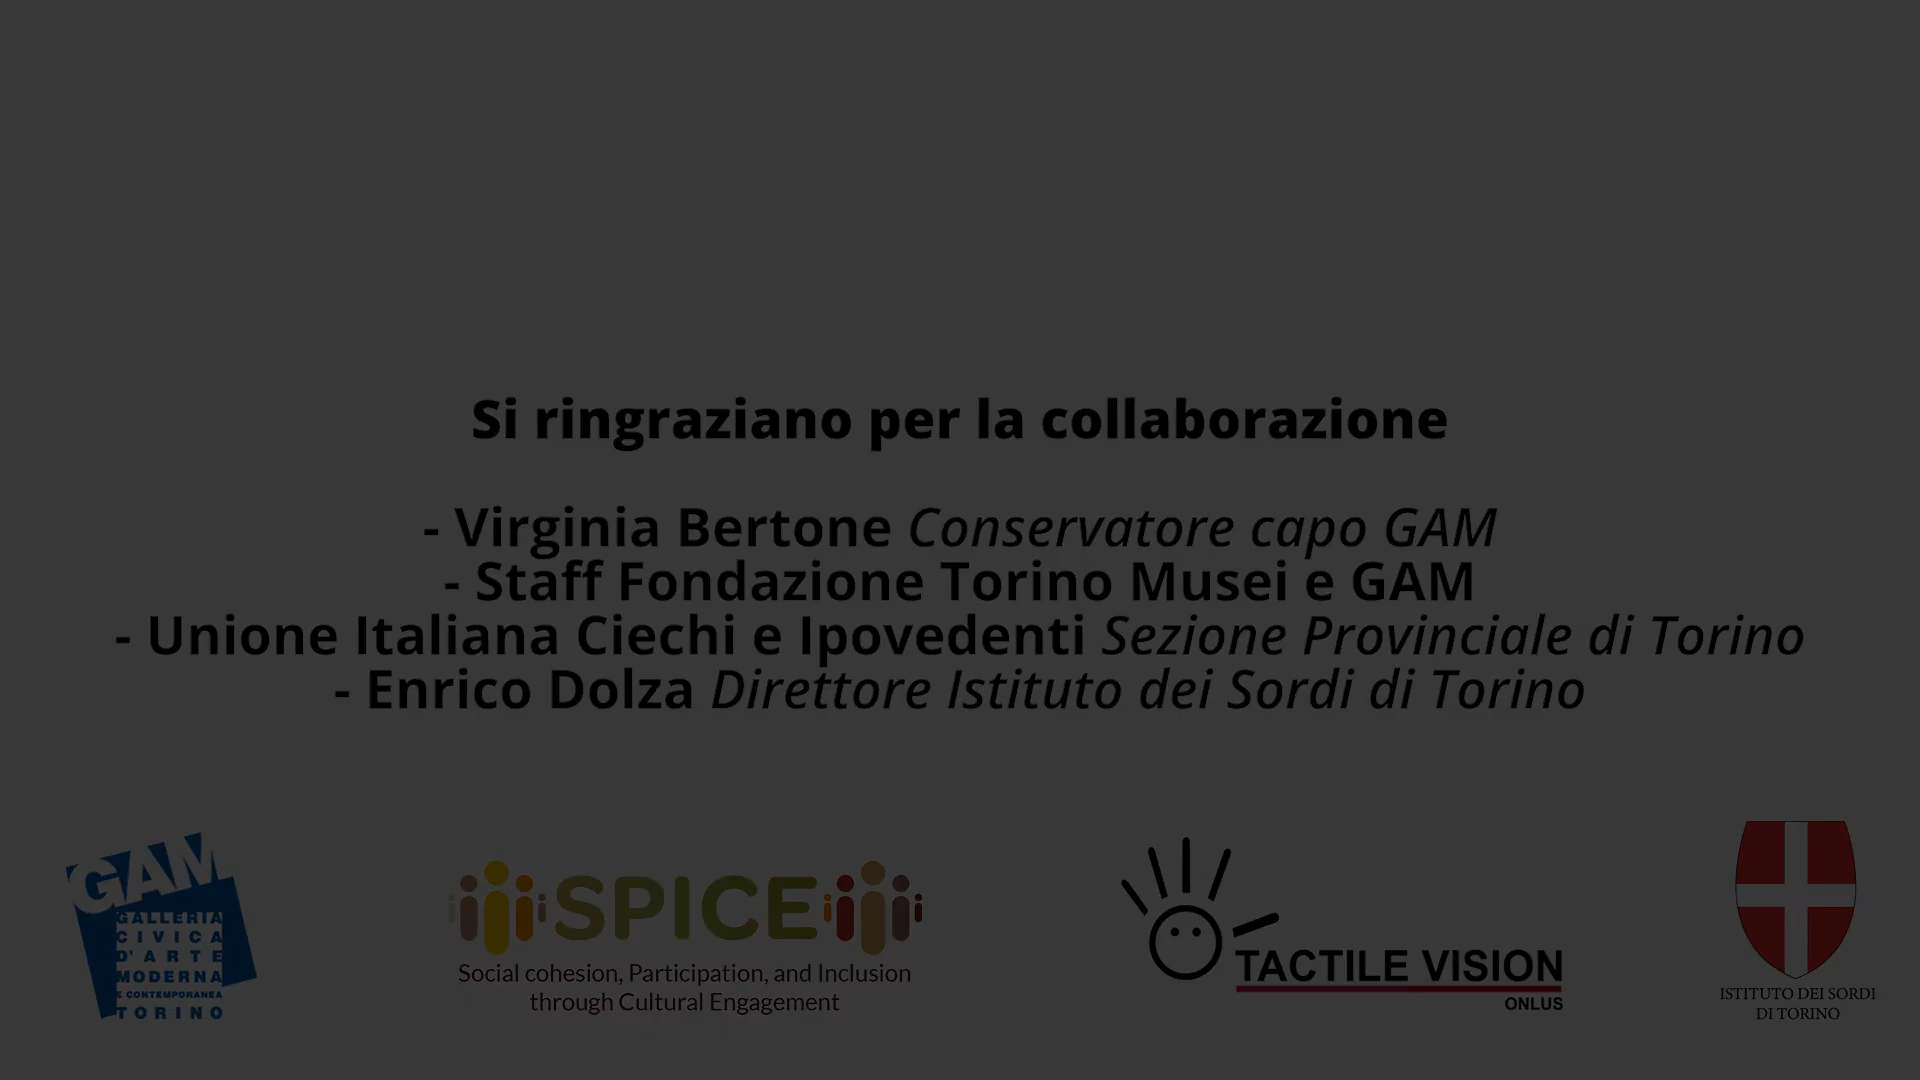 Si ringraziano per la collaborazione
- Virginia Bertone Conservatore capo GAM
- Staff Fondazione Torino Musei e GAM
- Unione Italiana Ciechi e Ipovedenti Sezione Provinciale di Torino
- Enrico Dolza Direttore Istituto dei Sordi di Torino
GAM
GALLERIA
CIVICA
D'ARTE
MODERNA
E CONTEMPORANEA
TORINO
SPICE
Social cohesion, Participation, and Inclusion
through Cultural Engagement
TACTILE VISION
ONLUS
ISTITUTO DEI SORDI
DI TORINO